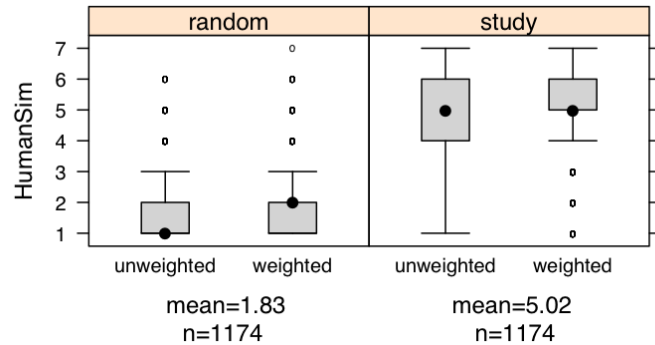 random study
7
6
5
4
3
2
1
HumanSim
unweighted weighted unweighted weighted
mean=1.83 mean=5.02
n=1174 n=1174